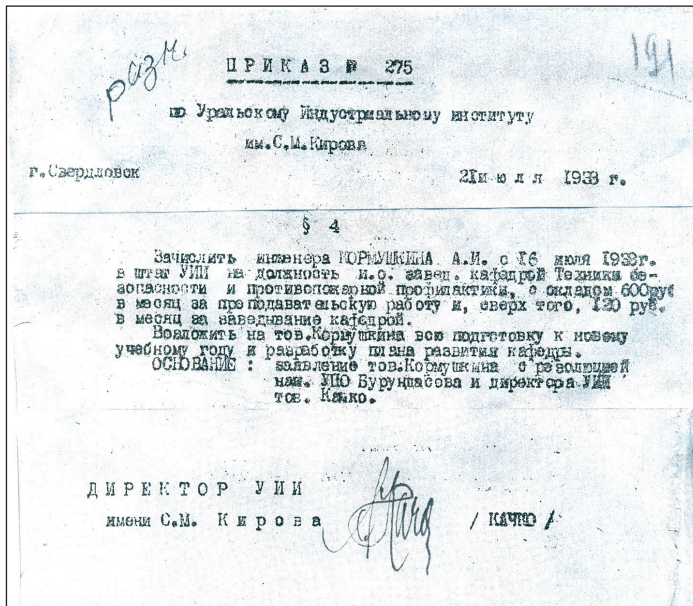 разн.
191
ПРИКАЗ № 275
по Уральскому Индустриальному институту
им.С.М.Кирова
г.Свердловск 21 и ю л я 1938 г.
§ 4
Зачислить инженера КОРМУШКИНА А.И. с 16 июля 1938г.
в штат УИИ на должность и.о. завед. кафедрой Техники бе-
зопасности и противопожарной профилактики, с окладом 600руб
в месяц за преподавательскую работу и, сверх того, 120 руб.
в месяц за заведывание кафедрой.
Возложить на тов.Кормушкина всю подготовку к новому
учебному году и разработку плана развития кафедры.
ОСНОВАНИЕ : заявление тов.Кормушкина с резолюцией
нач. УПО Бурундасова и директора УИИ
тов. Качко.
ДИРЕКТОР УИИ
имени С.М. К и р о в а / КАЧКО /